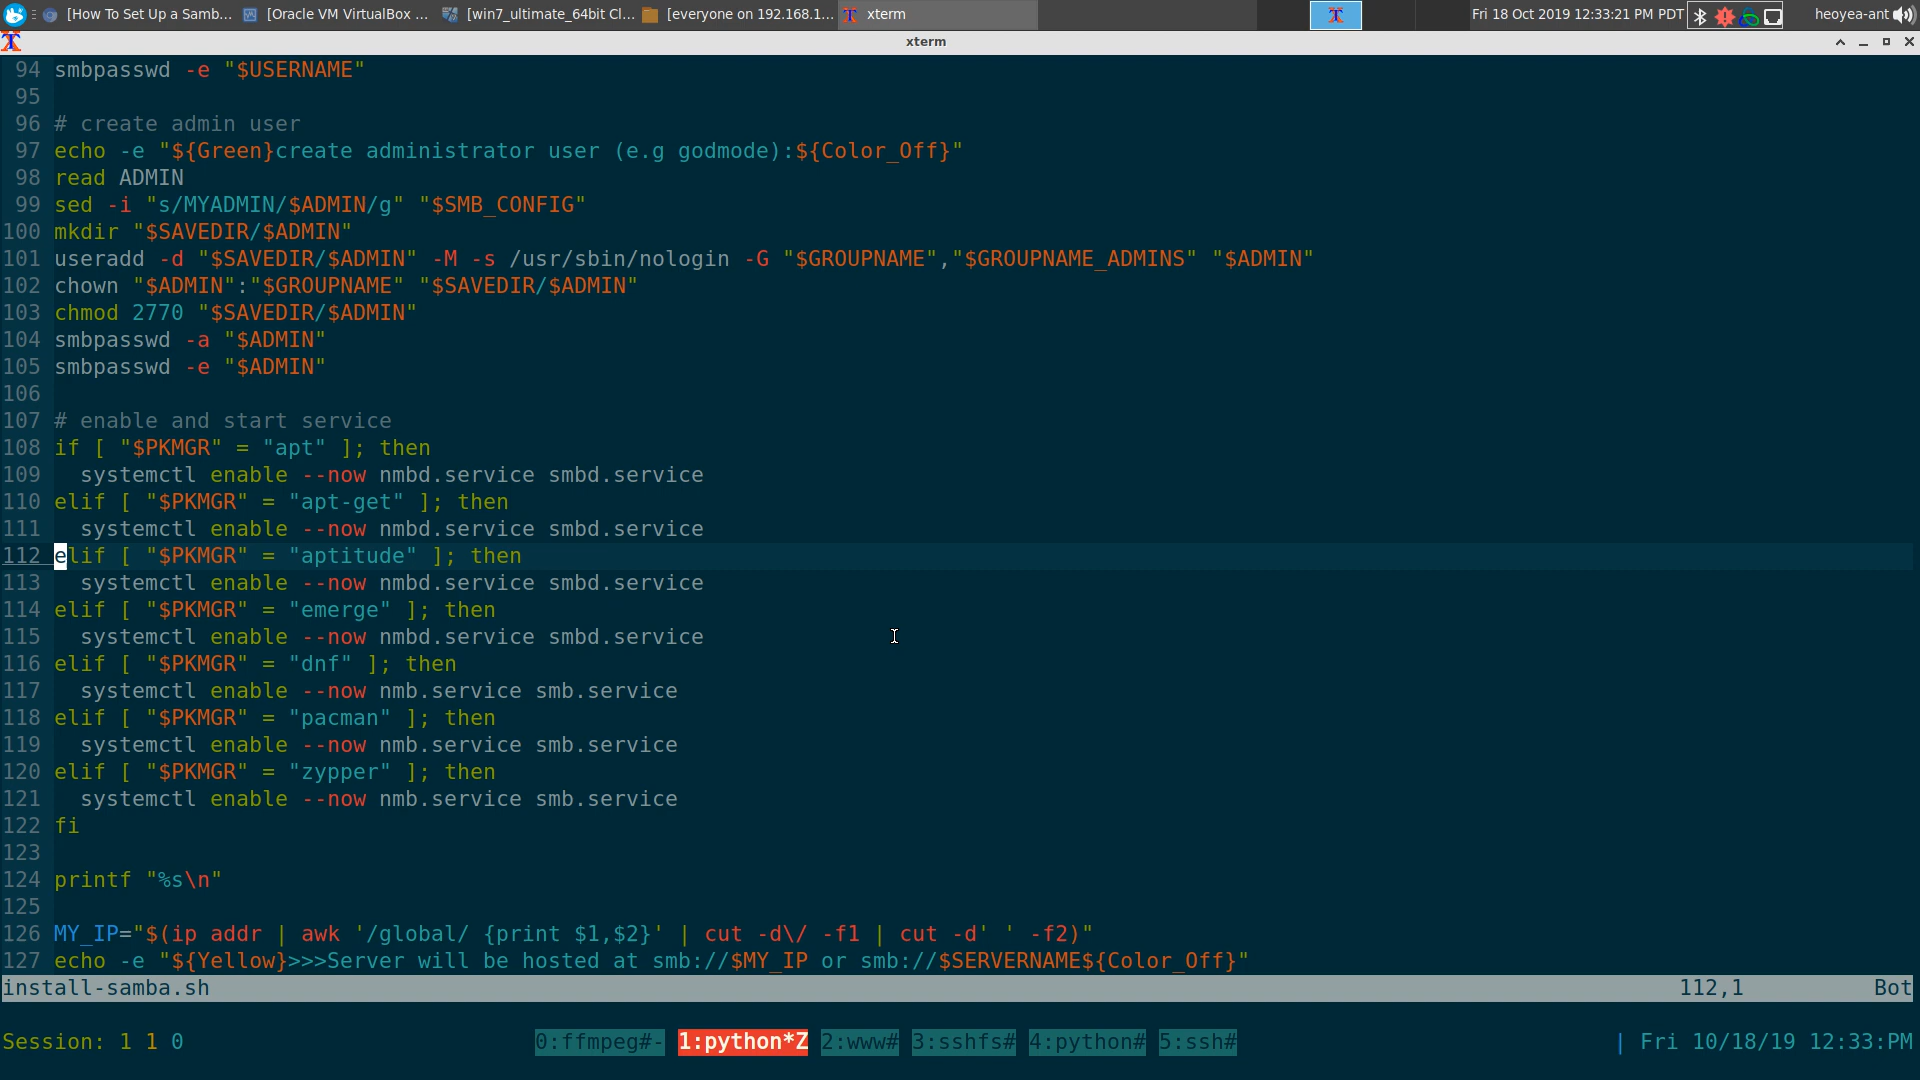 [How To Set Up a Samb... [Oracle VM VirtualBox ... [win7_ultimate_64bit Cl... [everyone on 192.168.1... xterm Fri 18 Oct 2019 12:33:21 PM PDT heoyea-ant
xterm
94 smbpasswd -e "$USERNAME"
95
96 # create admin user
97 echo -e "${Green}create administrator user (e.g godmode):${Color_Off}"
98 read ADMIN
99 sed -i "s/MYADMIN/$ADMIN/g" "$SMB_CONFIG"
100 mkdir "$SAVEDIR/$ADMIN"
101 useradd -d "$SAVEDIR/$ADMIN" -M -s /usr/sbin/nologin -G "$GROUPNAME","$GROUPNAME_ADMINS" "$ADMIN"
102 chown "$ADMIN":"$GROUPNAME" "$SAVEDIR/$ADMIN"
103 chmod 2770 "$SAVEDIR/$ADMIN"
104 smbpasswd -a "$ADMIN"
105 smbpasswd -e "$ADMIN"
106
107 # enable and start service
108 if [ "$PKMGR" = "apt" ]; then
109   systemctl enable --now nmbd.service smbd.service
110 elif [ "$PKMGR" = "apt-get" ]; then
111   systemctl enable --now nmbd.service smbd.service
112 elif [ "$PKMGR" = "aptitude" ]; then
113   systemctl enable --now nmbd.service smbd.service
114 elif [ "$PKMGR" = "emerge" ]; then
115   systemctl enable --now nmbd.service smbd.service
116 elif [ "$PKMGR" = "dnf" ]; then
117   systemctl enable --now nmb.service smb.service
118 elif [ "$PKMGR" = "pacman" ]; then
119   systemctl enable --now nmb.service smb.service
120 elif [ "$PKMGR" = "zypper" ]; then
121   systemctl enable --now nmb.service smb.service
122 fi
123
124 printf "%s\n"
125
126 MY_IP="$(ip addr | awk '/global/ {print $1,$2}' | cut -d\/ -f1 | cut -d' ' -f2)"
127 echo -e "${Yellow}>>>Server will be hosted at smb://$MY_IP or smb://$SERVERNAME${Color_Off}"
install-samba.sh 112,1 Bot
Session: 1 1 0 0:ffmpeg#- 1:python*Z 2:www# 3:sshfs# 4:python# 5:ssh# | Fri 10/18/19 12:33:PM